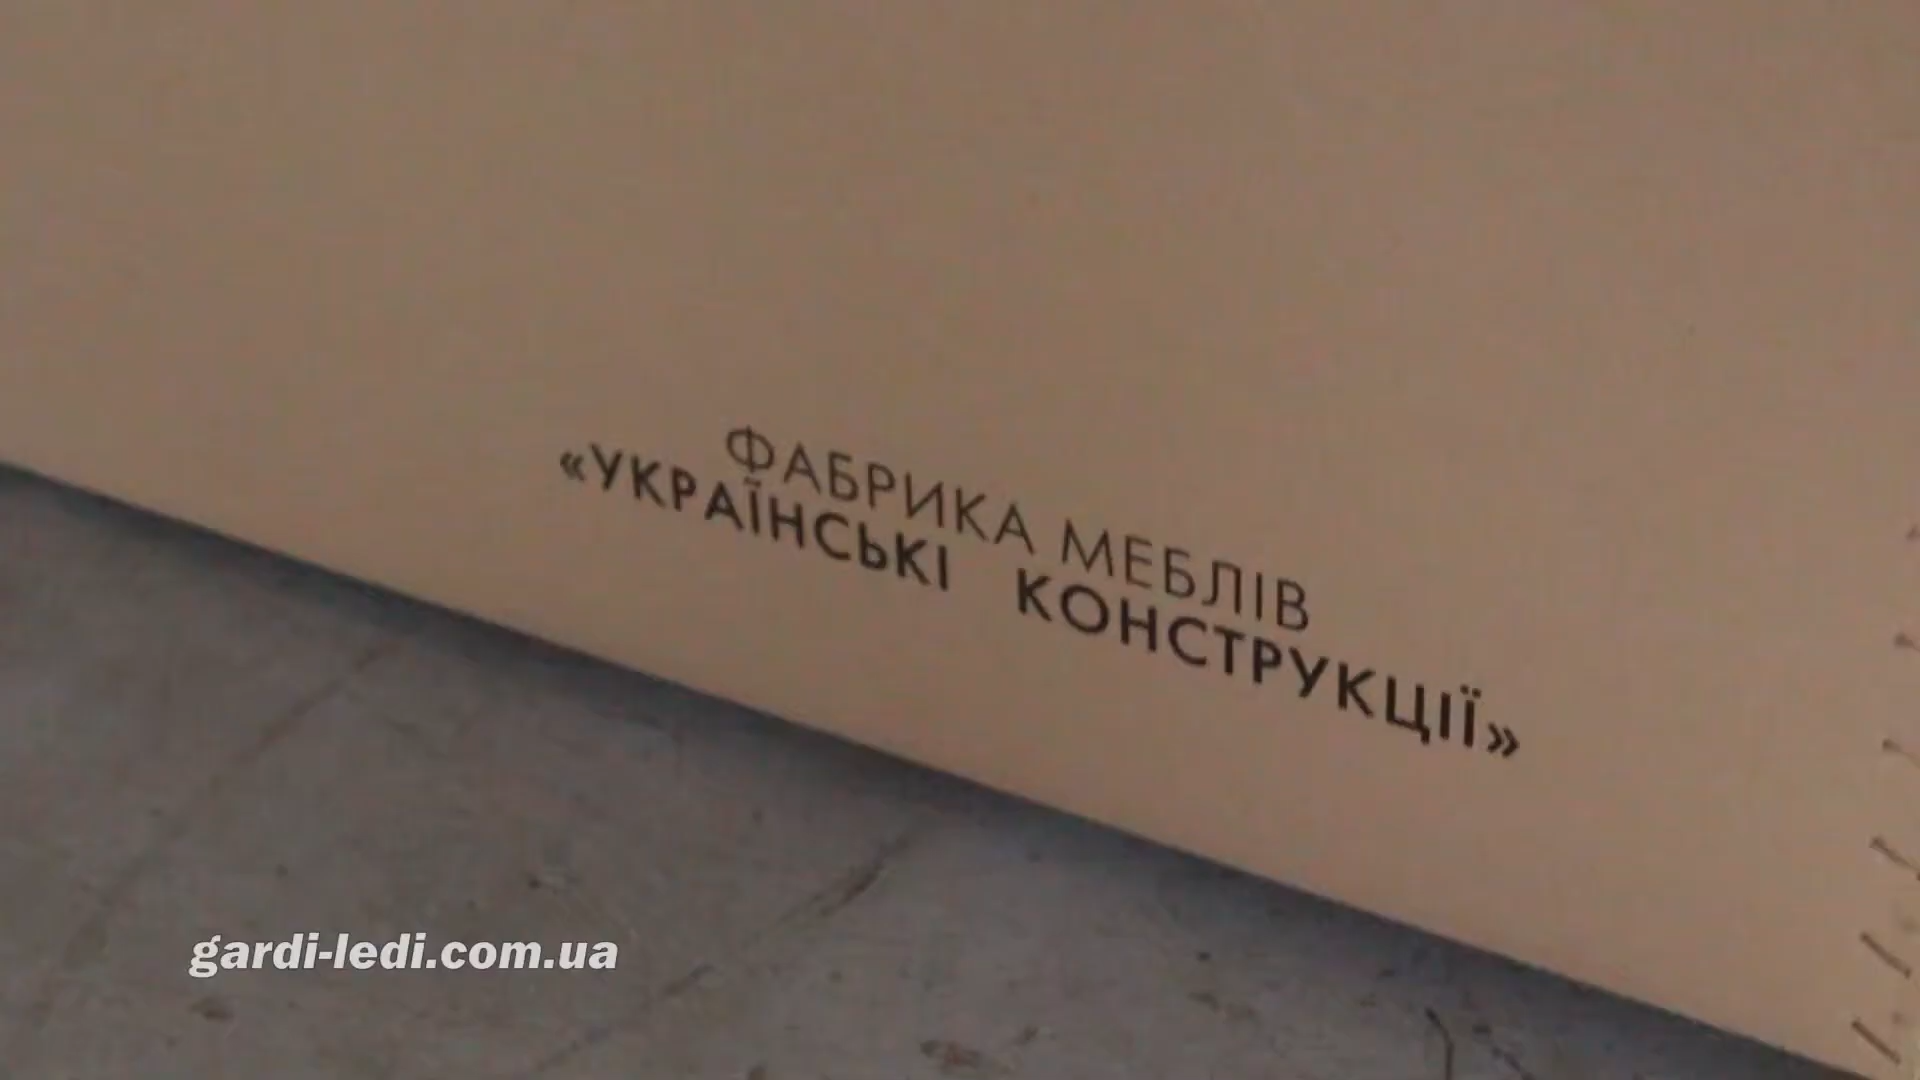 ФАБРИКА МЕБЛІВ
«УКРАЇНСЬКІ КОНСТРУКЦІЇ»
gardi-ledi.com.ua